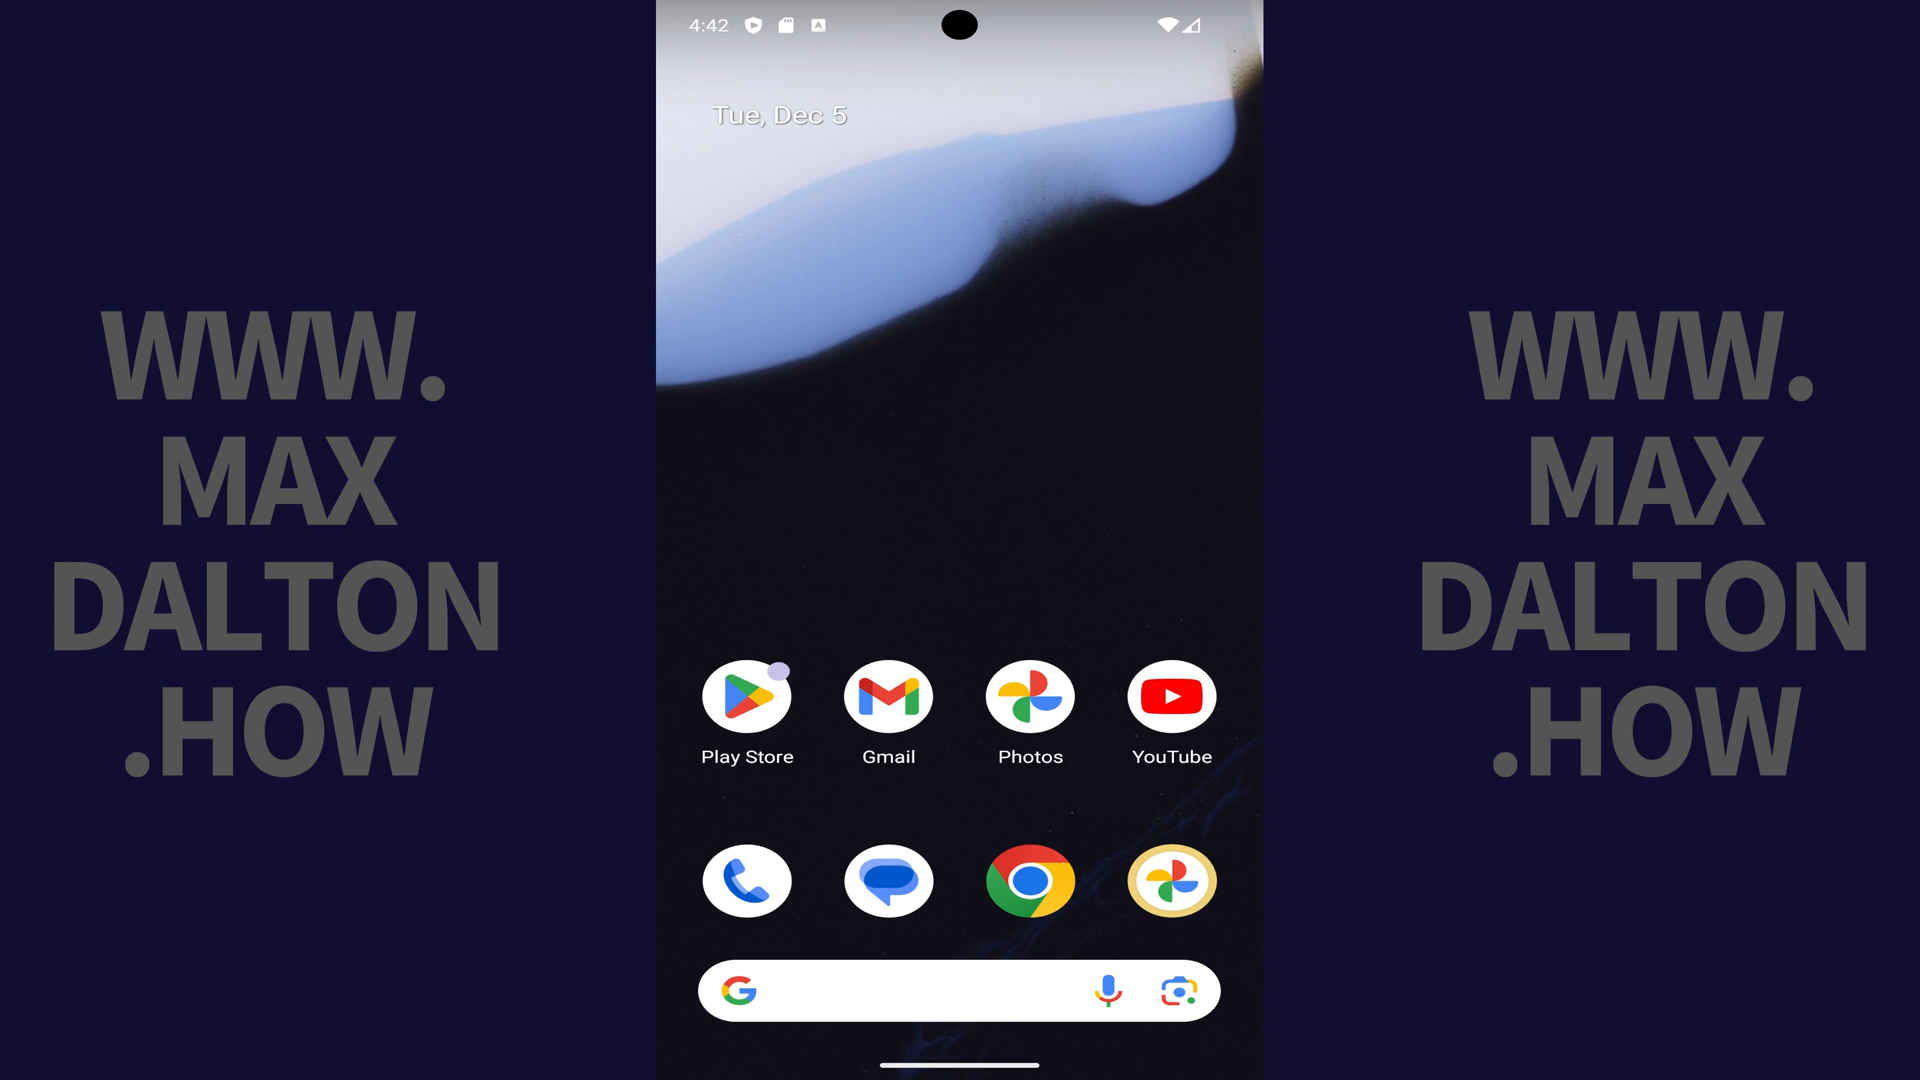 WWW.
MAX
DALTON
.HOW
4:42
Tue, Dec 5
Play Store
Gmail
Photos
YouTube
WWW.
MAX
DALTON
.HOW